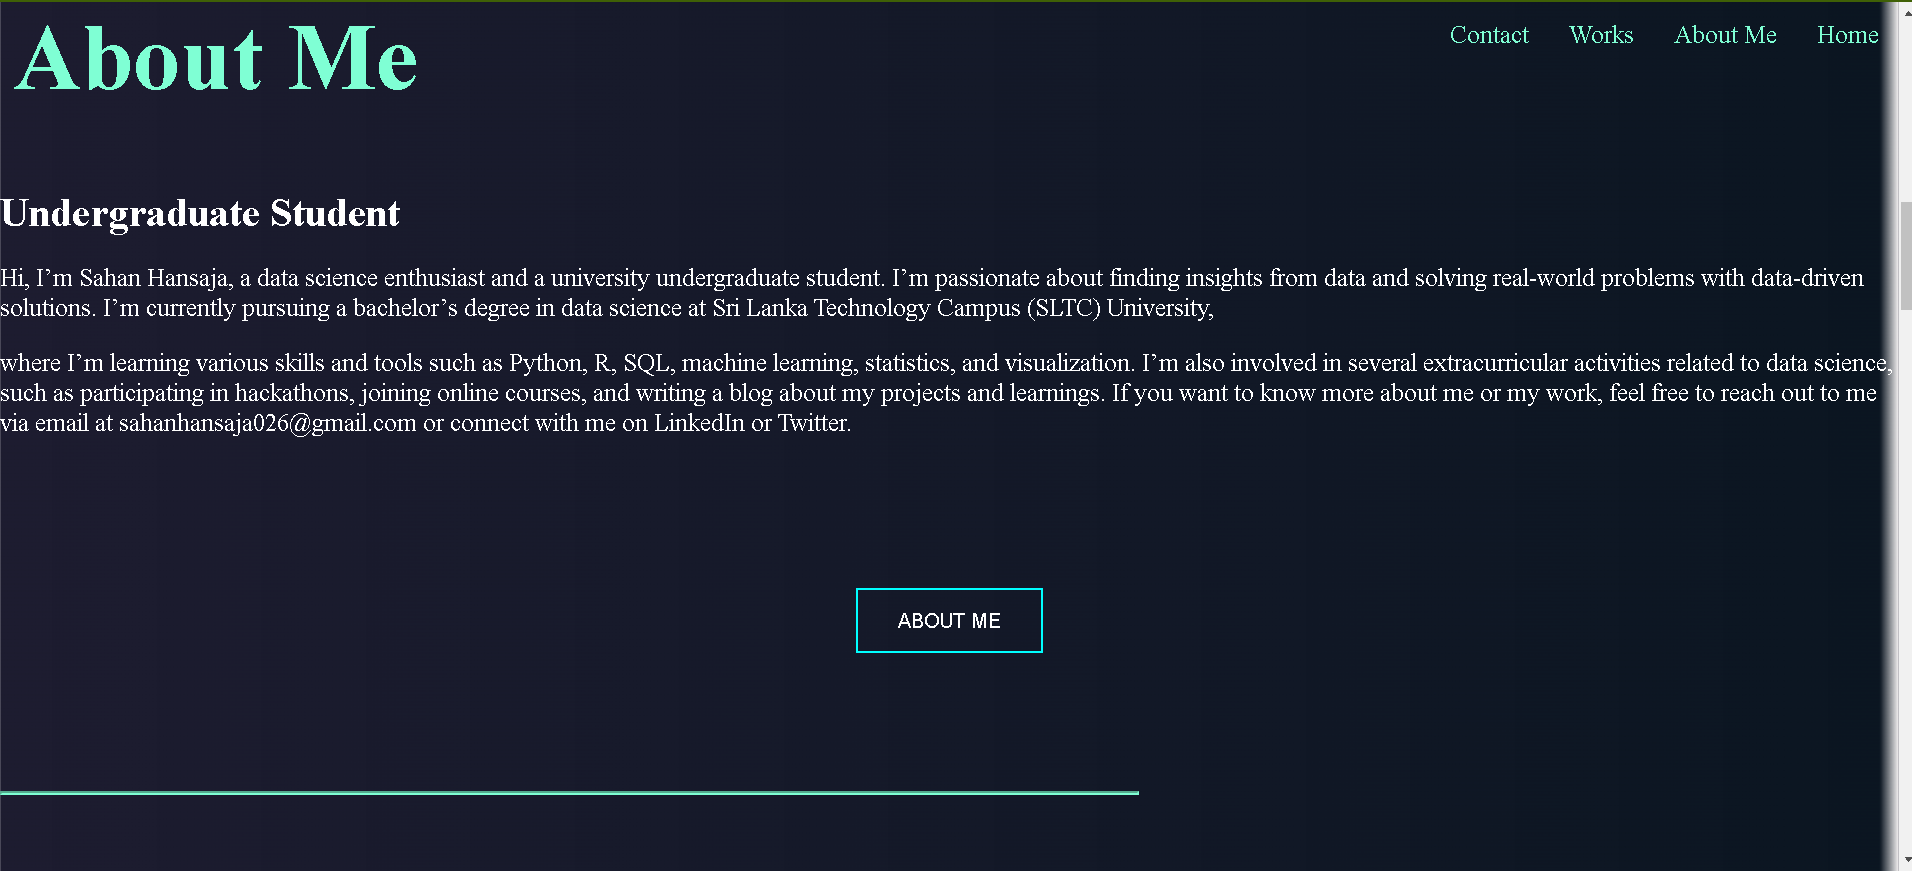 About Me
Contact Works About Me Home
Undergraduate Student
Hi, I’m Sahan Hansaja, a data science enthusiast and a university undergraduate student. I’m passionate about finding insights from data and solving real-world problems with data-driven
solutions. I’m currently pursuing a bachelor’s degree in data science at Sri Lanka Technology Campus (SLTC) University,
where I’m learning various skills and tools such as Python, R, SQL, machine learning, statistics, and visualization. I’m also involved in several extracurricular activities related to data science,
such as participating in hackathons, joining online courses, and writing a blog about my projects and learnings. If you want to know more about me or my work, feel free to reach out to me
via email at sahanhansaja026@gmail.com or connect with me on LinkedIn or Twitter.
ABOUT ME